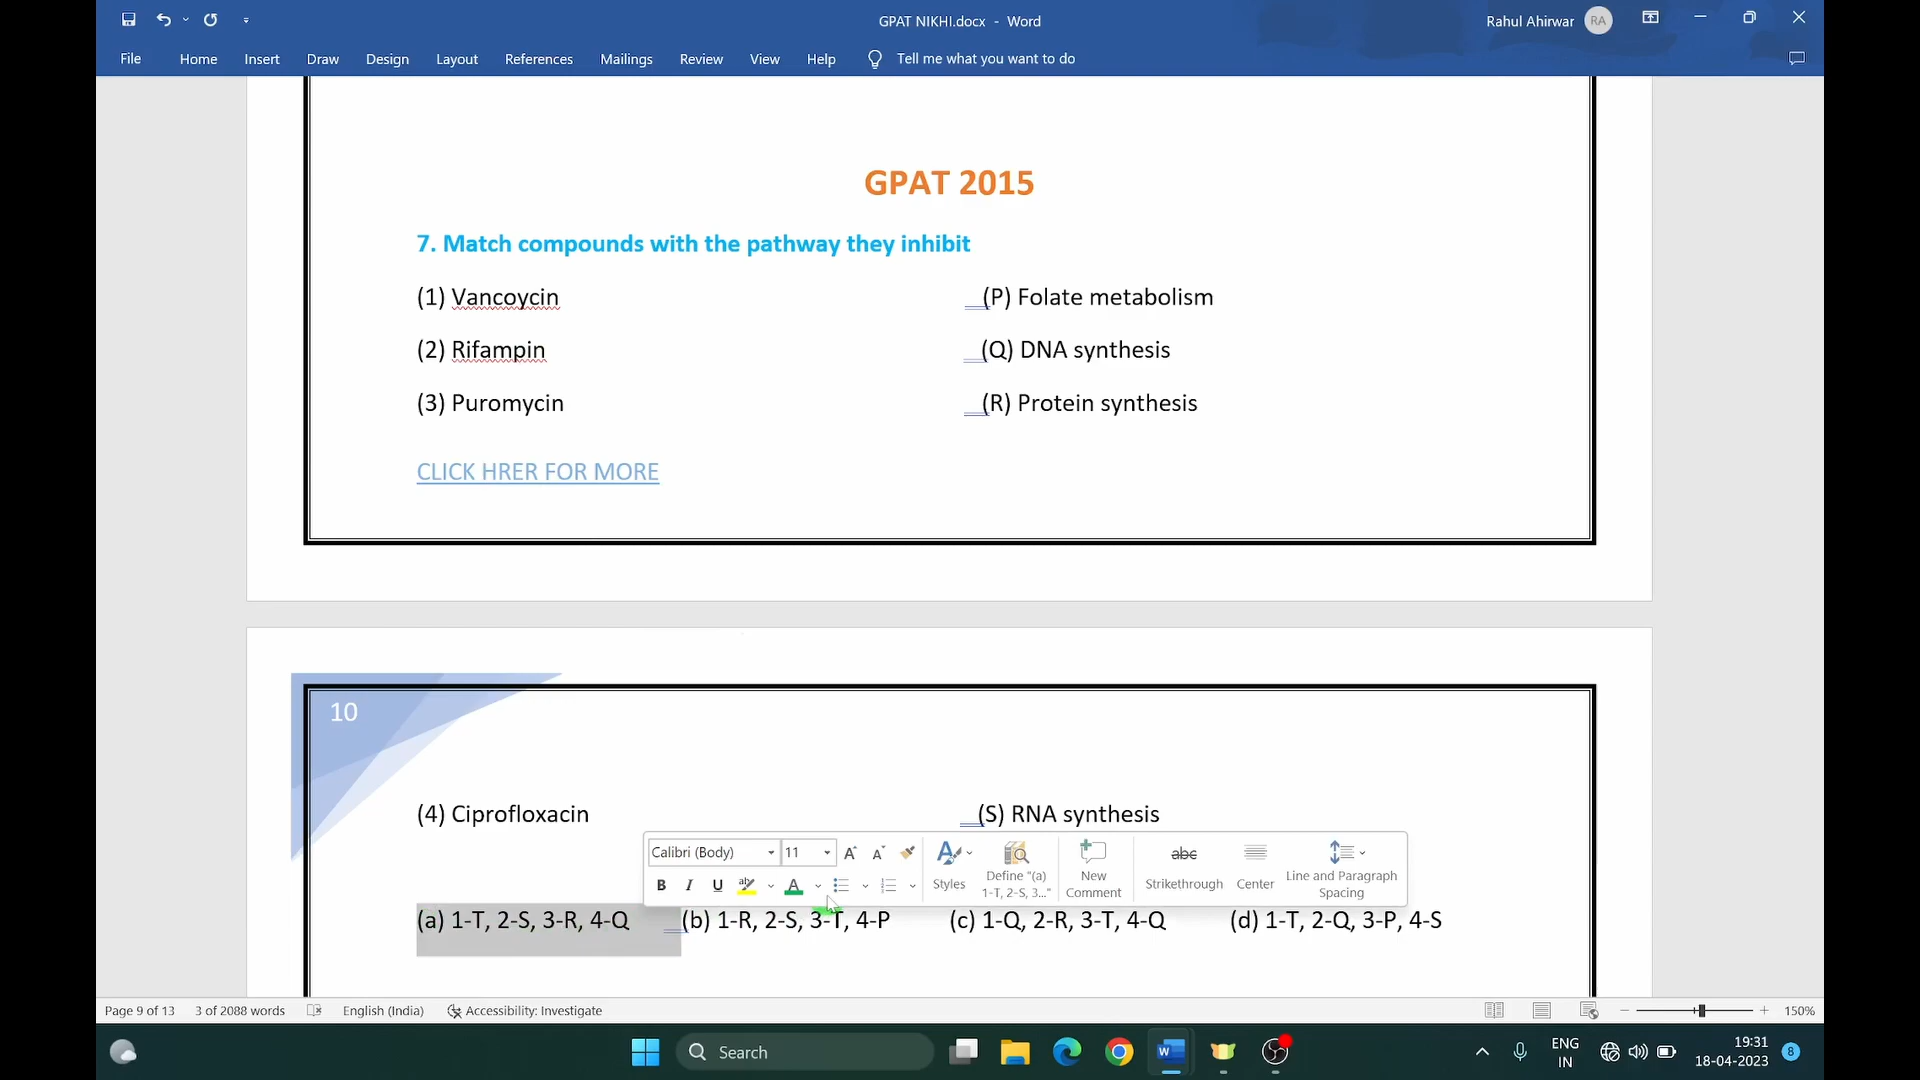 GPAT NIKHI.docx - Word
Rahul Ahirwar RA
File Home Insert Draw Design Layout References Mailings Review View Help Tell me what you want to do
GPAT 2015
7. Match compounds with the pathway they inhibit
(1) Vancoycin (P) Folate metabolism
(2) Rifampin (Q) DNA synthesis
(3) Puromycin (R) Protein synthesis
CLICK HRER FOR MORE
10
(4) Ciprofloxacin (S) RNA synthesis
Calibri (Body) 11
Styles
Define "(a)
1-T, 2-S, 3..."
New
Comment
abc
Strikethrough
Center
Line and Paragraph
Spacing
(a) 1-T, 2-S, 3-R, 4-Q (b) 1-R, 2-S, 3-T, 4-P (c) 1-Q, 2-R, 3-T, 4-Q (d) 1-T, 2-Q, 3-P, 4-S
Page 9 of 13 3 of 2088 words English (India) Accessibility: Investigate 150%
Search
ENG
IN
19:31
18-04-2023
8